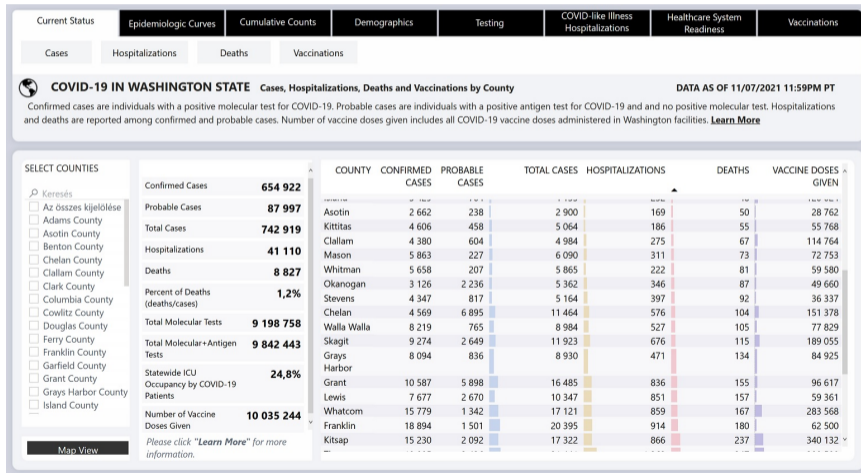 Current Status
Epidemiologic Curves
Cumulative Counts
Demographics
Testing
COVID-like Illness
Hospitalizations
Healthcare System
Readiness
Vaccinations
Cases
Hospitalizations
Deaths
Vaccinations
COVID-19 IN WASHINGTON STATE Cases, Hospitalizations, Deaths and Vaccinations by County DATA AS OF 11/07/2021 11:59PM PT
Confirmed cases are individuals with a positive molecular test for COVID-19. Probable cases are individuals with a positive antigen test for COVID-19 and and no positive molecular test. Hospitalizations
and deaths are reported among confirmed and probable cases. Number of vaccine doses given includes all COVID-19 vaccine doses administered in Washington facilities. Learn More
SELECT COUNTIES
Keresés
Az összes kijelölése
Adams County
Asotin County
Benton County
Chelan County
Clallam County
Clark County
Columbia County
Cowlitz County
Douglas County
Ferry County
Franklin County
Garfield County
Grant County
Grays Harbor County
Island County
Map View
Confirmed Cases 654 922
Probable Cases 87 997
Total Cases 742 919
Hospitalizations 41 110
Deaths 8 827
Percent of Deaths
(deaths/cases) 1,2%
Total Molecular Tests 9 198 758
Total Molecular+Antigen
Tests 9 842 443
Statewide ICU
Occupancy by COVID-19
Patients 24,8%
Number of Vaccine
Doses Given 10 035 244
Please click "Learn More" for more
information.
COUNTY CONFIRMED CASES PROBABLE CASES TOTAL CASES HOSPITALIZATIONS DEATHS VACCINE DOSES GIVEN
Asotin 2 662 238 2 900 169 50 28 762
Kittitas 4 606 458 5 064 186 55 55 768
Clallam 4 380 604 4 984 275 67 114 764
Mason 5 863 227 6 090 311 73 72 753
Whitman 5 658 207 5 865 222 81 59 580
Okanogan 3 126 2 236 5 362 346 87 49 660
Stevens 4 347 817 5 164 397 92 36 337
Chelan 4 569 6 895 11 464 576 104 151 378
Walla Walla 8 219 765 8 984 527 105 77 829
Skagit 9 274 2 649 11 923 676 115 189 055
Grays Harbor 8 094 836 8 930 471 134 84 925
Grant 10 587 5 898 16 485 836 155 96 617
Lewis 7 677 2 670 10 347 851 157 59 361
Whatcom 15 779 1 342 17 121 859 167 283 568
Franklin 18 894 1 501 20 395 914 180 62 500
Kitsap 15 230 2 092 17 322 866 237 340 132